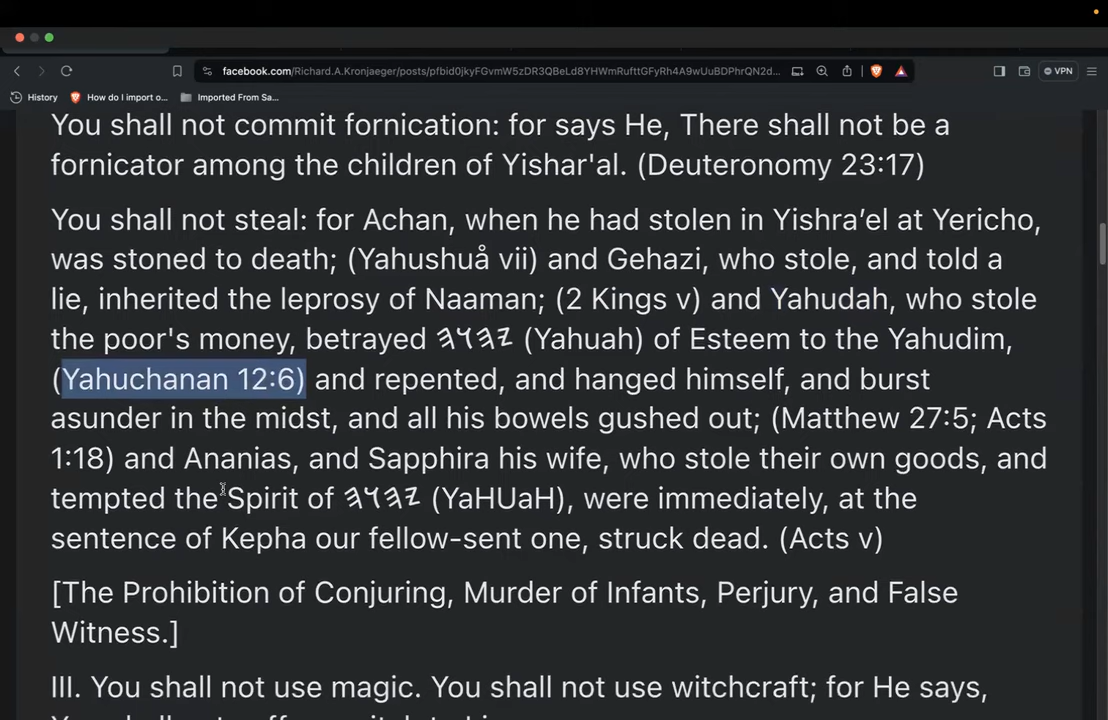 facebook.com/Richard.A.Kronjaeger/posts/pfbid0jkyFGvmW5zDR3QBeLd8YHWmRufttGFyRh4A9wUuBDPhrQN2d...
VPN
History
How do I import o...
Imported From Sa...
You shall not commit fornication: for says He, There shall not be a
fornicator among the children of Yishar'al. (Deuteronomy 23:17)
You shall not steal: for Achan, when he had stolen in Yishra’el at Yericho,
was stoned to death; (Yahushuå vii) and Gehazi, who stole, and told a
lie, inherited the leprosy of Naaman; (2 Kings v) and Yahudah, who stole
the poor's money, betrayed 𐤄𐤅𐤄𐤉 (Yahuah) of Esteem to the Yahudim,
(Yahuchanan 12:6) and repented, and hanged himself, and burst
asunder in the midst, and all his bowels gushed out; (Matthew 27:5; Acts
1:18) and Ananias, and Sapphira his wife, who stole their own goods, and
tempted the Spirit of 𐤄𐤅𐤄𐤉 (YaHUaH), were immediately, at the
sentence of Kepha our fellow-sent one, struck dead. (Acts v)
[The Prohibition of Conjuring, Murder of Infants, Perjury, and False
Witness.]
III. You shall not use magic. You shall not use witchcraft; for He says,